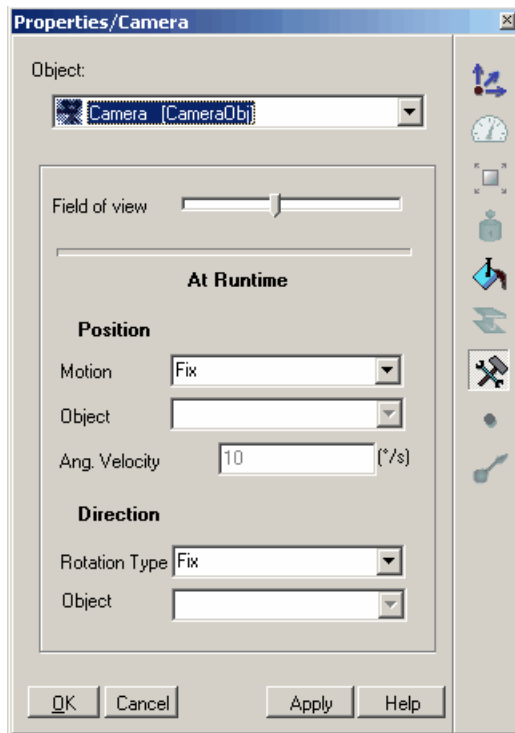 Properties/Camera
Object:
Camera (CameraObj)
Field of view
At Runtime
Position
Motion Fix
Object
Ang. Velocity 10 (°/s)
Direction
Rotation Type Fix
Object
OK Cancel Apply Help